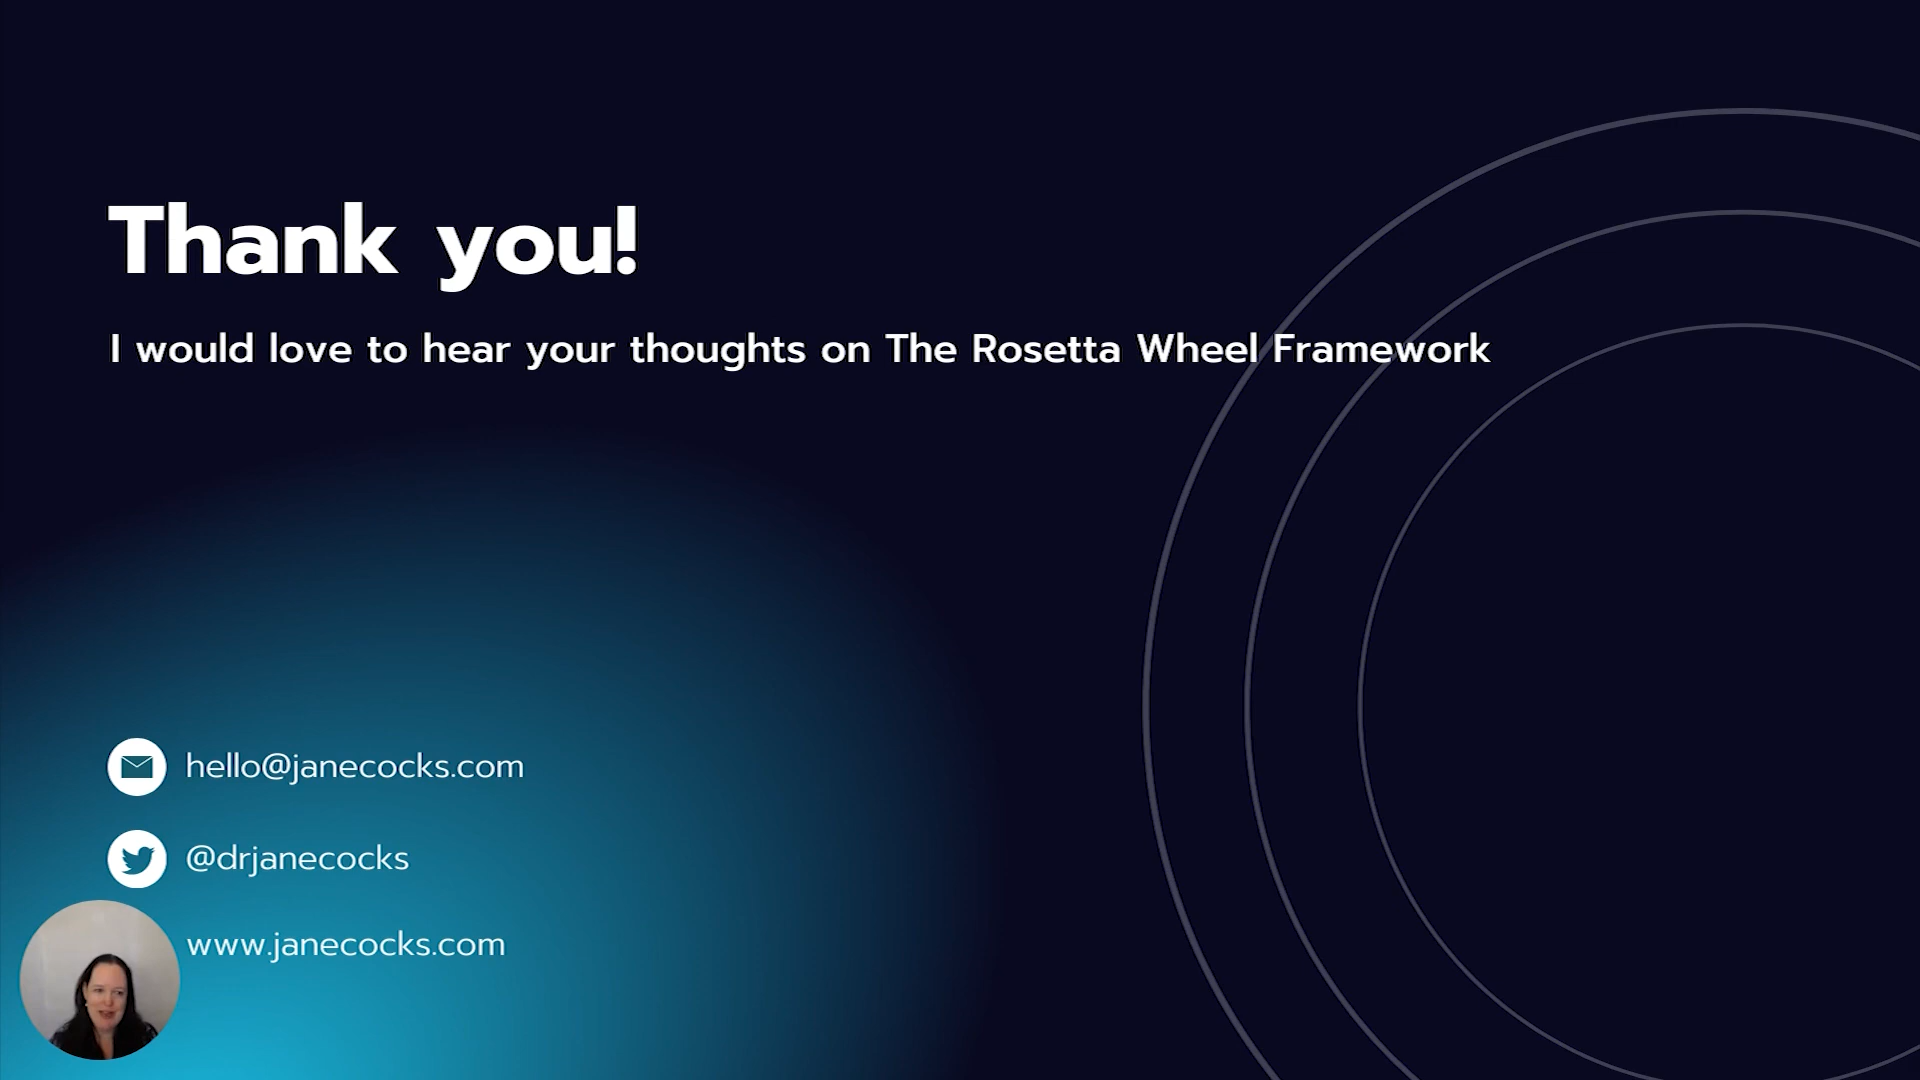 Thank you!
I would love to hear your thoughts on The Rosetta Wheel Framework
hello@janecocks.com
@drjanecocks
www.janecocks.com